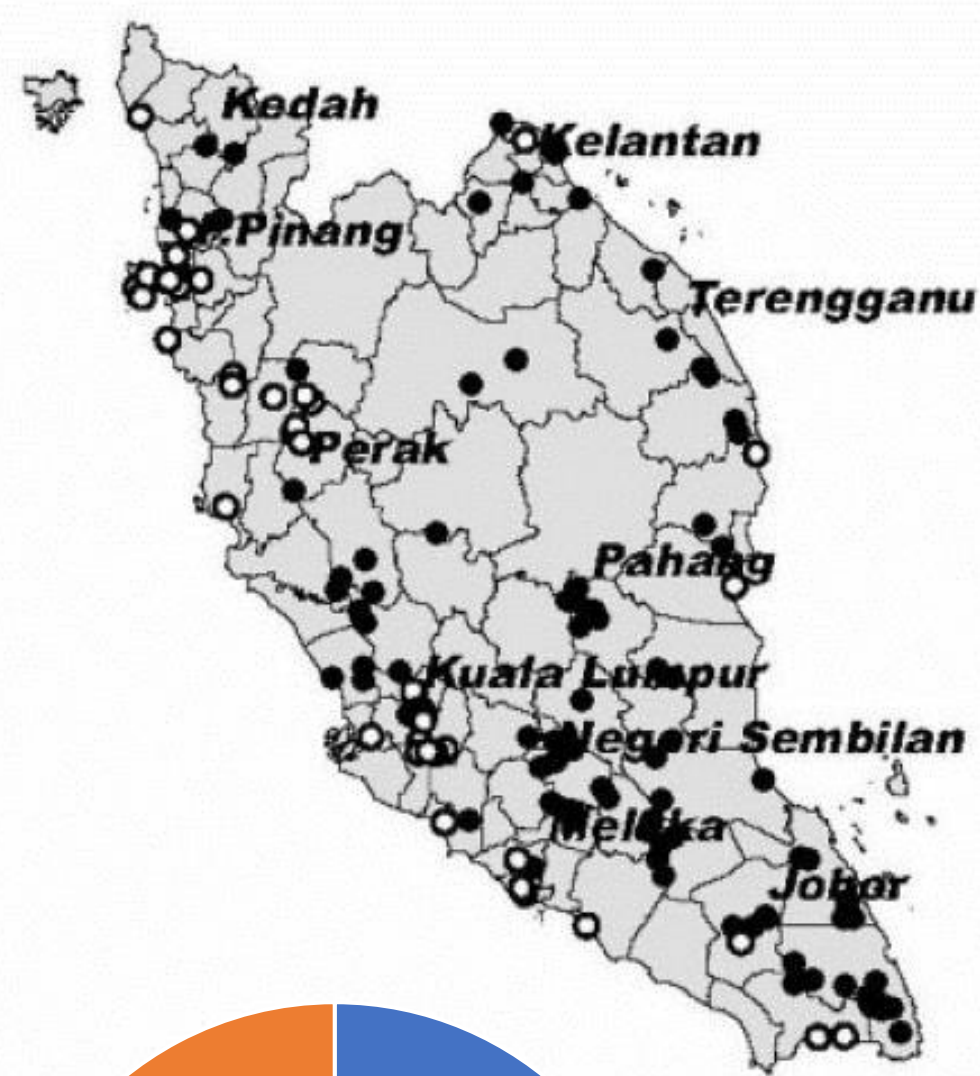 Kedah
Kelantan
P.Pinang
Terengganu
Perak
Pahang
Kuala Lumpur
Negeri Sembilan
Melaka
Johor